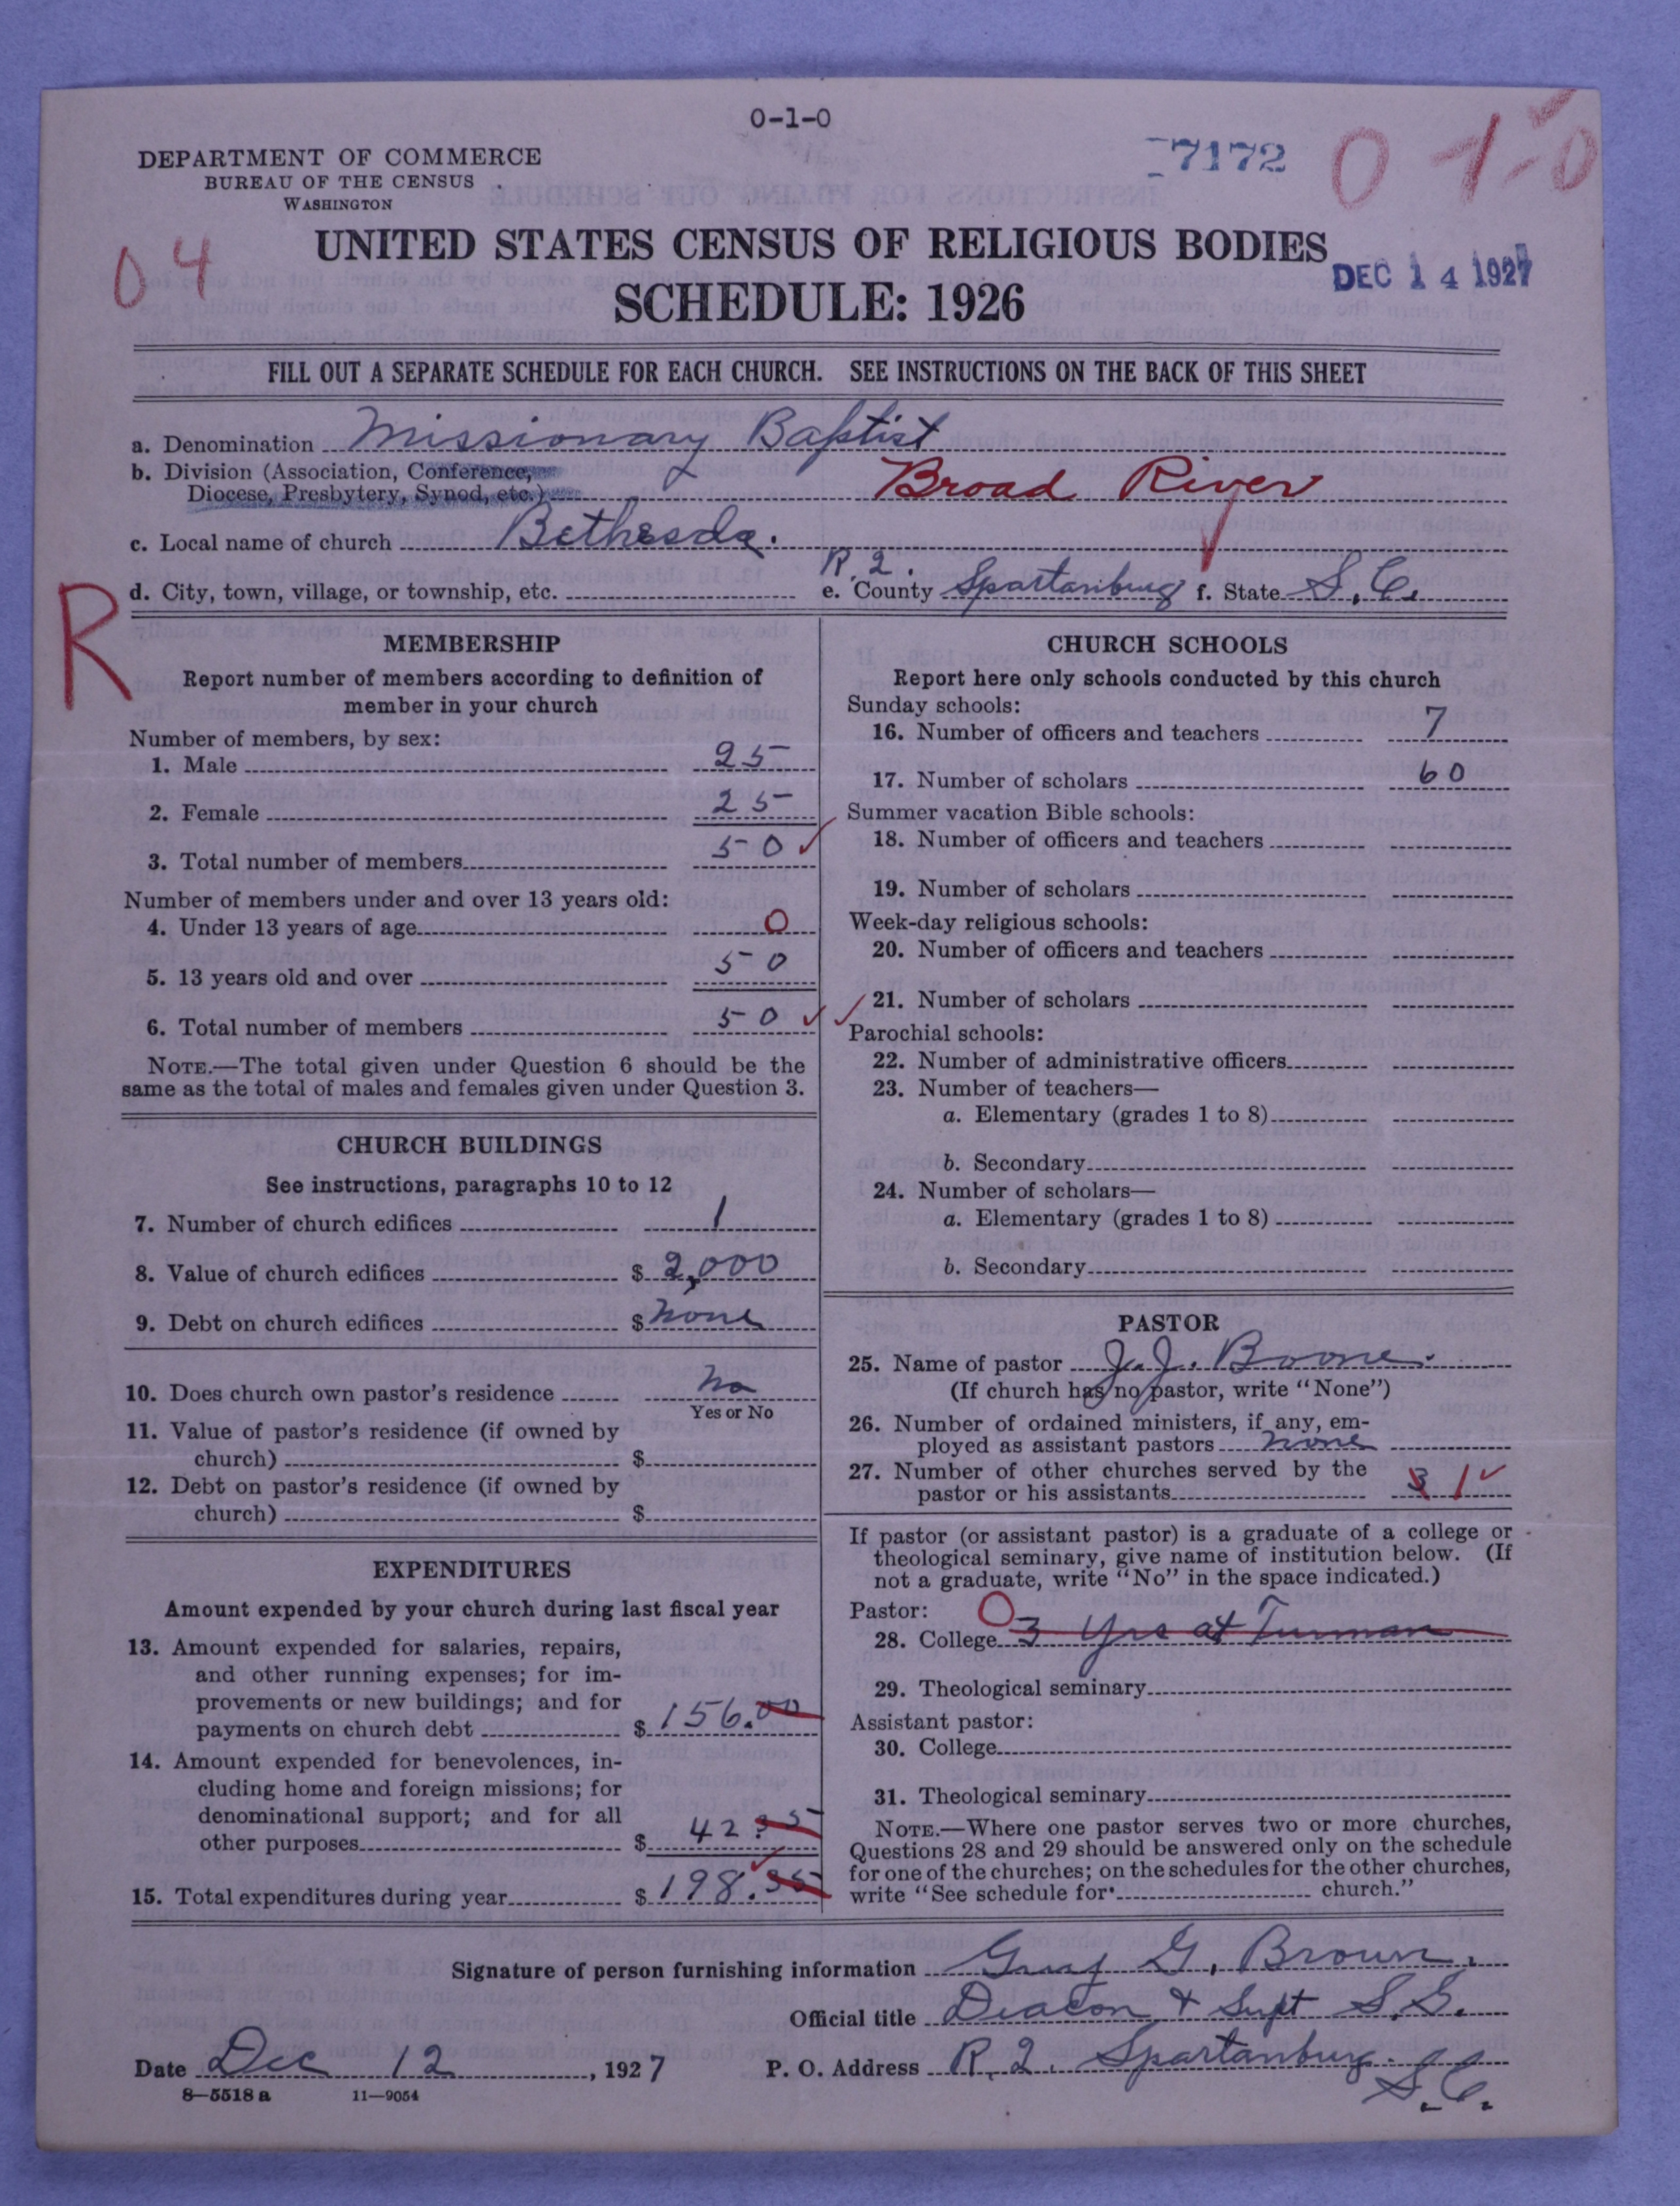 0-1-0
DEPARTMENT OF COMMERCE
BUREAU OF THE CENSUS
WASHINGTON
7172
0-1-0
04
UNITED STATES CENSUS OF RELIGIOUS BODIES
DEC 14 1927
SCHEDULE: 1926
FILL OUT A SEPARATE SCHEDULE FOR EACH CHURCH. SEE INSTRUCTIONS ON THE BACK OF THIS SHEET
a. Denomination Missionary Baptist
b. Division (Association, Conference,
Diocese, Presbytery, Synod, etc.) Broad River
c. Local name of church Bethesda.
R
d. City, town, village, or township, etc. R. 2. e. County Spartanburg f. State S. C.
MEMBERSHIP
Report number of members according to definition of
member in your church
Number of members, by sex:
1. Male 25
2. Female 25
3. Total number of members 50 ✓
Number of members under and over 13 years old:
4. Under 13 years of age 0
5. 13 years old and over 50
6. Total number of members 50 ✓ ✓
NOTE.—The total given under Question 6 should be the
same as the total of males and females given under Question 3.
CHURCH BUILDINGS
See instructions, paragraphs 10 to 12
7. Number of church edifices 1
8. Value of church edifices $ 2,000
9. Debt on church edifices $ none
10. Does church own pastor's residence No
Yes or No
11. Value of pastor's residence (if owned by
church) $
12. Debt on pastor's residence (if owned by
church) $
EXPENDITURES
Amount expended by your church during last fiscal year
13. Amount expended for salaries, repairs,
and other running expenses; for im-
provements or new buildings; and for
payments on church debt $ 156.00
14. Amount expended for benevolences, in-
cluding home and foreign missions; for
denominational support; and for all
other purposes $ 42.35
15. Total expenditures during year $ 198.35
CHURCH SCHOOLS
Report here only schools conducted by this church
Sunday schools:
16. Number of officers and teachers 7
17. Number of scholars 60
Summer vacation Bible schools:
18. Number of officers and teachers
19. Number of scholars
Week-day religious schools:
20. Number of officers and teachers
21. Number of scholars
Parochial schools:
22. Number of administrative officers
23. Number of teachers—
a. Elementary (grades 1 to 8)
b. Secondary
24. Number of scholars—
a. Elementary (grades 1 to 8)
b. Secondary
PASTOR
25. Name of pastor J. J. Boone.
(If church has no pastor, write "None")
26. Number of ordained ministers, if any, em-
ployed as assistant pastors none
27. Number of other churches served by the
pastor or his assistants 3 1 ✓
If pastor (or assistant pastor) is a graduate of a college or
theological seminary, give name of institution below. (If
not a graduate, write "No" in the space indicated.)
Pastor: 0
28. College 3 yrs at Furman
29. Theological seminary
Assistant pastor:
30. College
31. Theological seminary
NOTE.—Where one pastor serves two or more churches,
Questions 28 and 29 should be answered only on the schedule
for one of the churches; on the schedules for the other churches,
write "See schedule for church."
Signature of person furnishing information G. Brown.
Official title Deacon & Supt S.S.
Date Dec 12, 1927 P. O. Address R. 2. Spartanburg.
S. C.
8—5518 a 11—9054